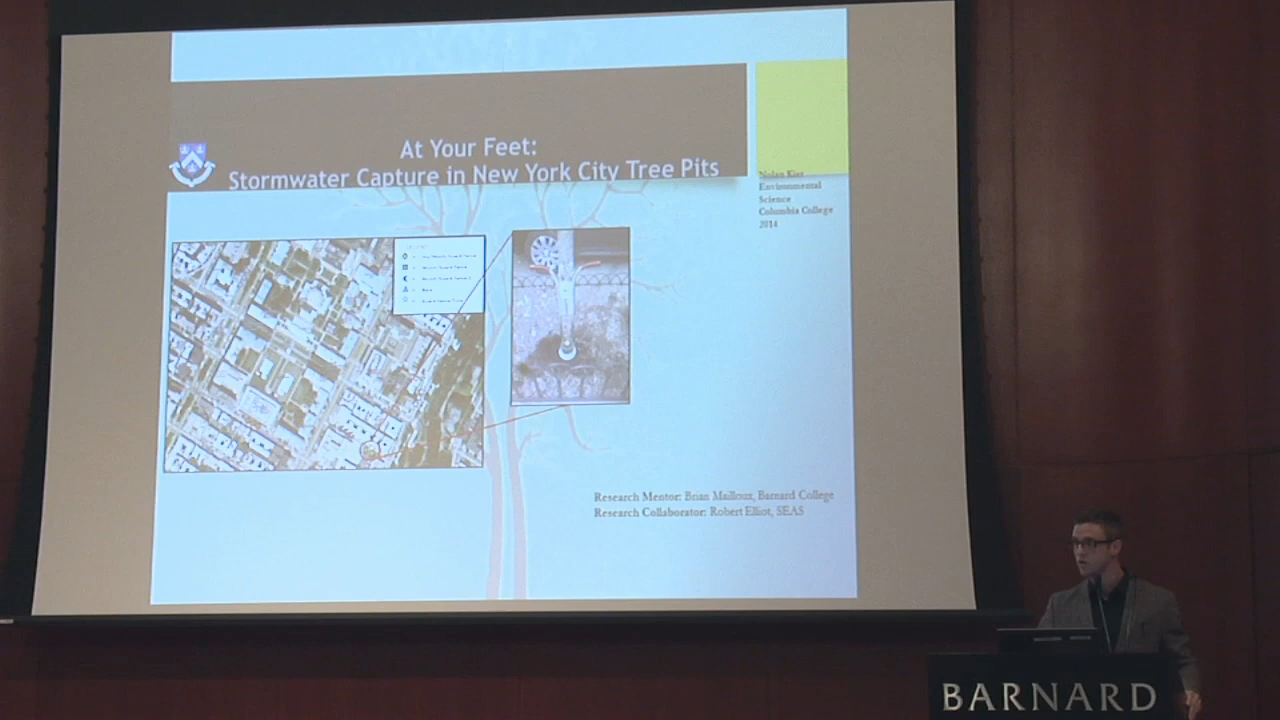 At Your Feet:
Stormwater Capture in New York City Tree Pits
Nolan
Environmental
Science
Columbia College
2014
Research Mentor: Brian Mailloux, Barnard College
Research Collaborator: Robert Elliot, SEAS
BARNARD